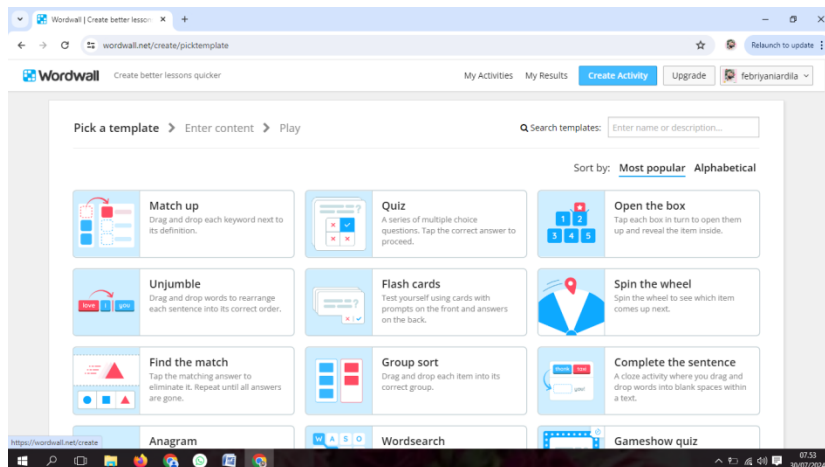 Wordwall | Create better lesson
wordwall.net/create/picktemplate
Relaunch to update
Wordwall Create better lessons quicker My Activities My Results Create Activity Upgrade febriyaniardila
Pick a template > Enter content > Play Search templates: Enter name or description...
Sort by: Most popular Alphabetical
Match up
Drag and drop each keyword next to
its definition.
Quiz
A series of multiple choice
questions. Tap the correct answer to
proceed.
Open the box
Tap each box in turn to open them
up and reveal the item inside.
1 2
3 4 5
Unjumble
Drag and drop words to rearrange
each sentence into its correct order.
love i you
Flash cards
Test yourself using cards with
prompts on the front and answers
on the back.
Spin the wheel
Spin the wheel to see which item
comes up next.
Find the match
Tap the matching answer to
eliminate it. Repeat until all answers
are gone.
Group sort
Drag and drop each item into its
correct group.
Complete the sentence
A cloze activity where you drag and
drop words into blank spaces within
a text.
Anagram
W A S O
Wordsearch
Gameshow quiz
https://wordwall.net/create
07.53
30/07/2024